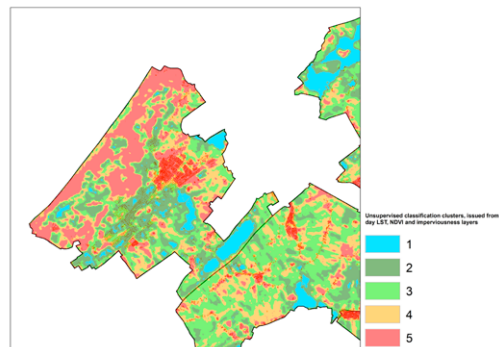 Unsupervised classification clusters, issued from
day LST, NDVI and imperviousness layers
1
2
3
4
5